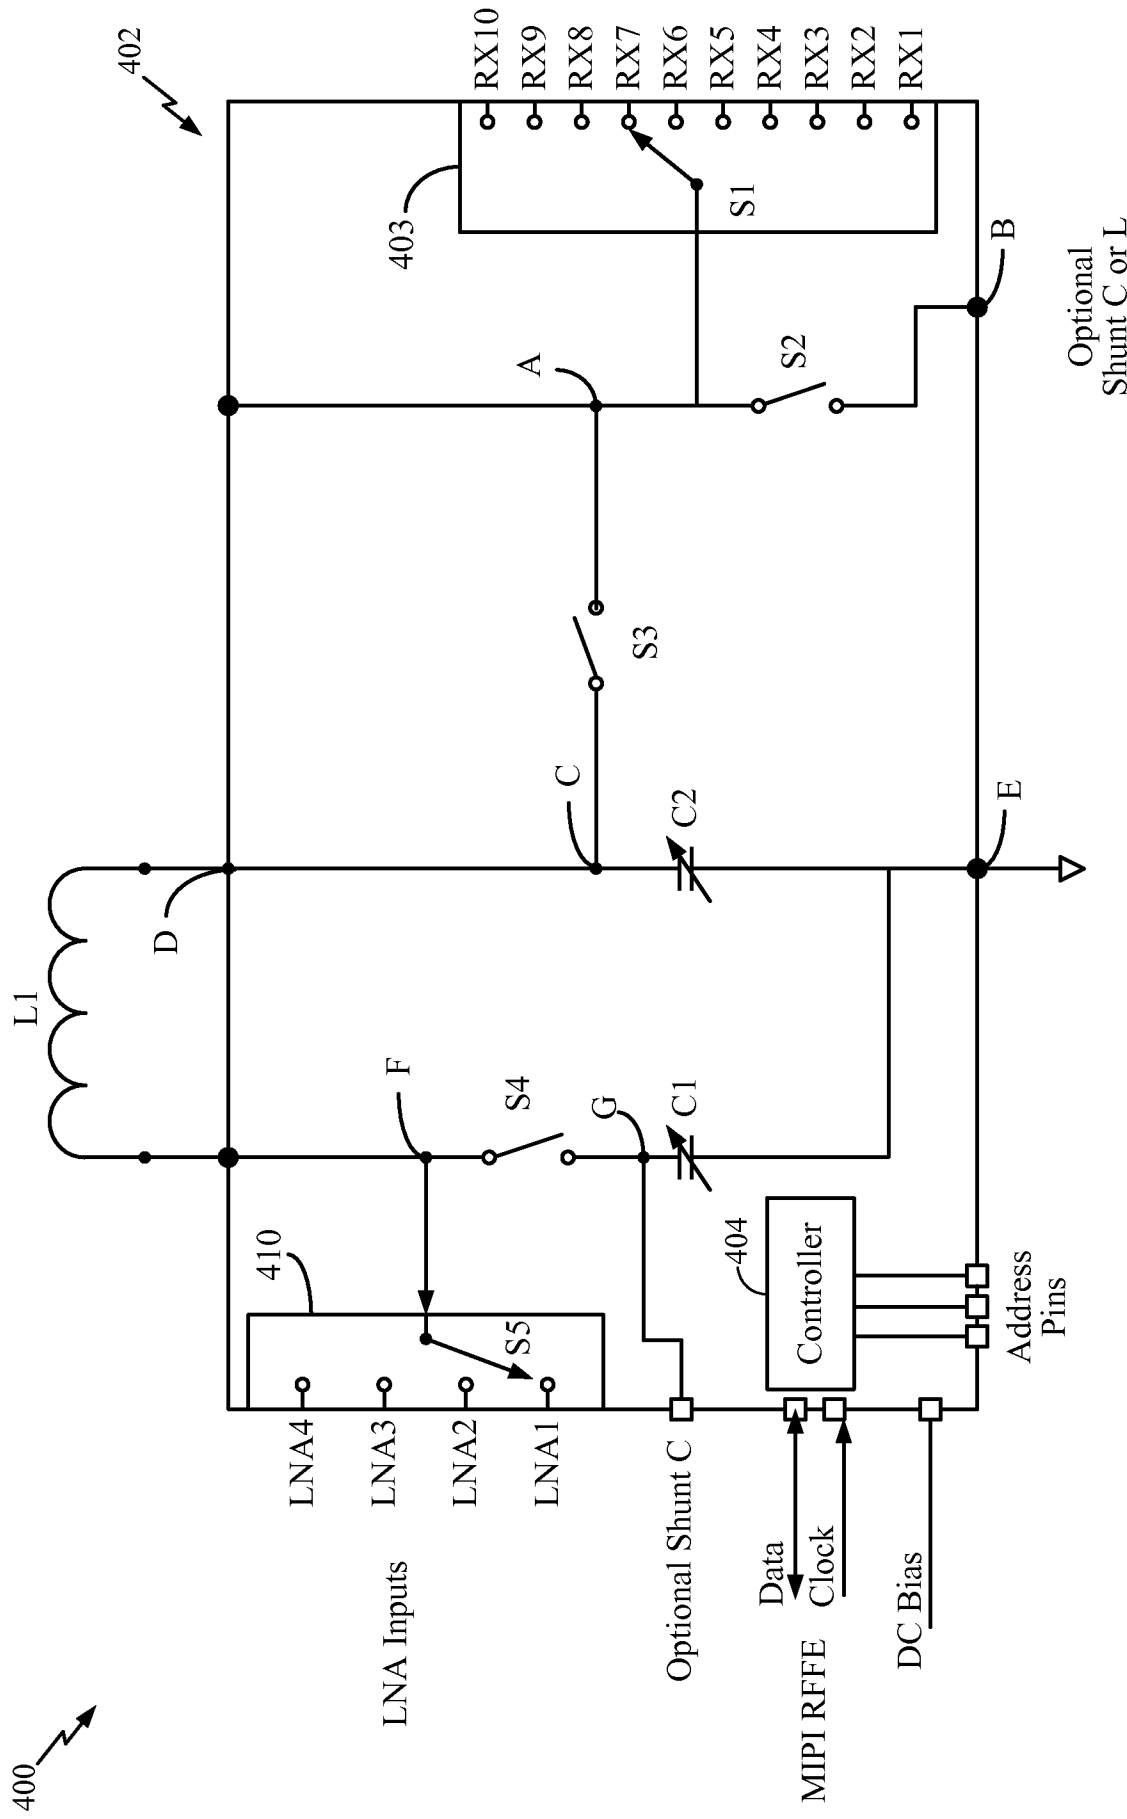 400
402
L1
D
A
403
RX10
RX9
RX8
RX7
RX6
RX5
RX4
RX3
RX2
RX1
S1
S2
B
Optional
Shunt C or L
S3
C
C2
E
F
S4
G
C1
410
S5
LNA4
LNA3
LNA2
LNA1
LNA Inputs
Optional Shunt C
404
Controller
Data
Clock
MIPI RFFE
DC Bias
Address
Pins